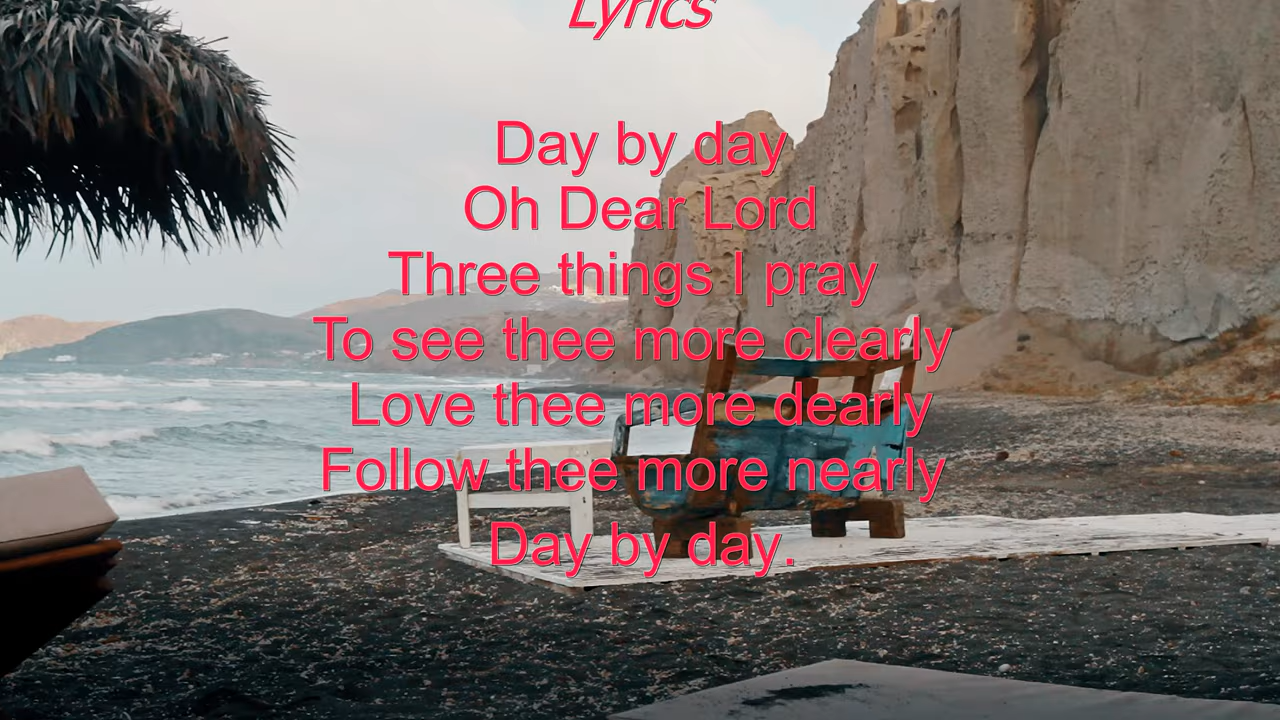 Lyrics
Day by day
Oh Dear Lord
Three things I pray
To see thee more clearly
Love thee more dearly
Follow thee more nearly
Day by day.